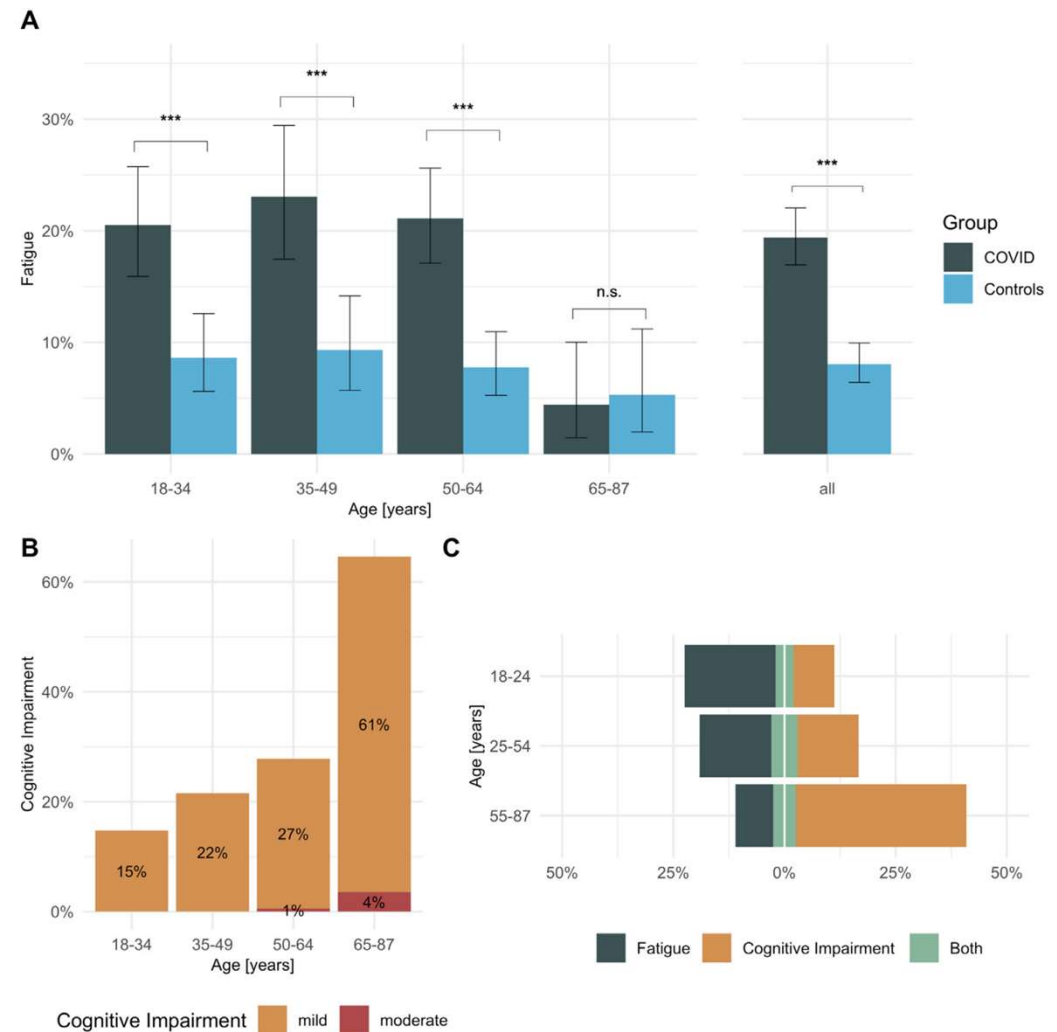 A
Fatigue
30%
20%
10%
0%
***
***
***
n.s.
***
18-34
35-49
50-64
65-87
all
Age [years]
Group
COVID
Controls
B
Cognitive Impairment
60%
40%
20%
0%
15%
22%
27%
1%
61%
4%
18-34
35-49
50-64
65-87
Age [years]
Cognitive Impairment
mild
moderate
C
Age [years]
18-24
25-54
55-87
50%
25%
0%
25%
50%
Fatigue
Cognitive Impairment
Both